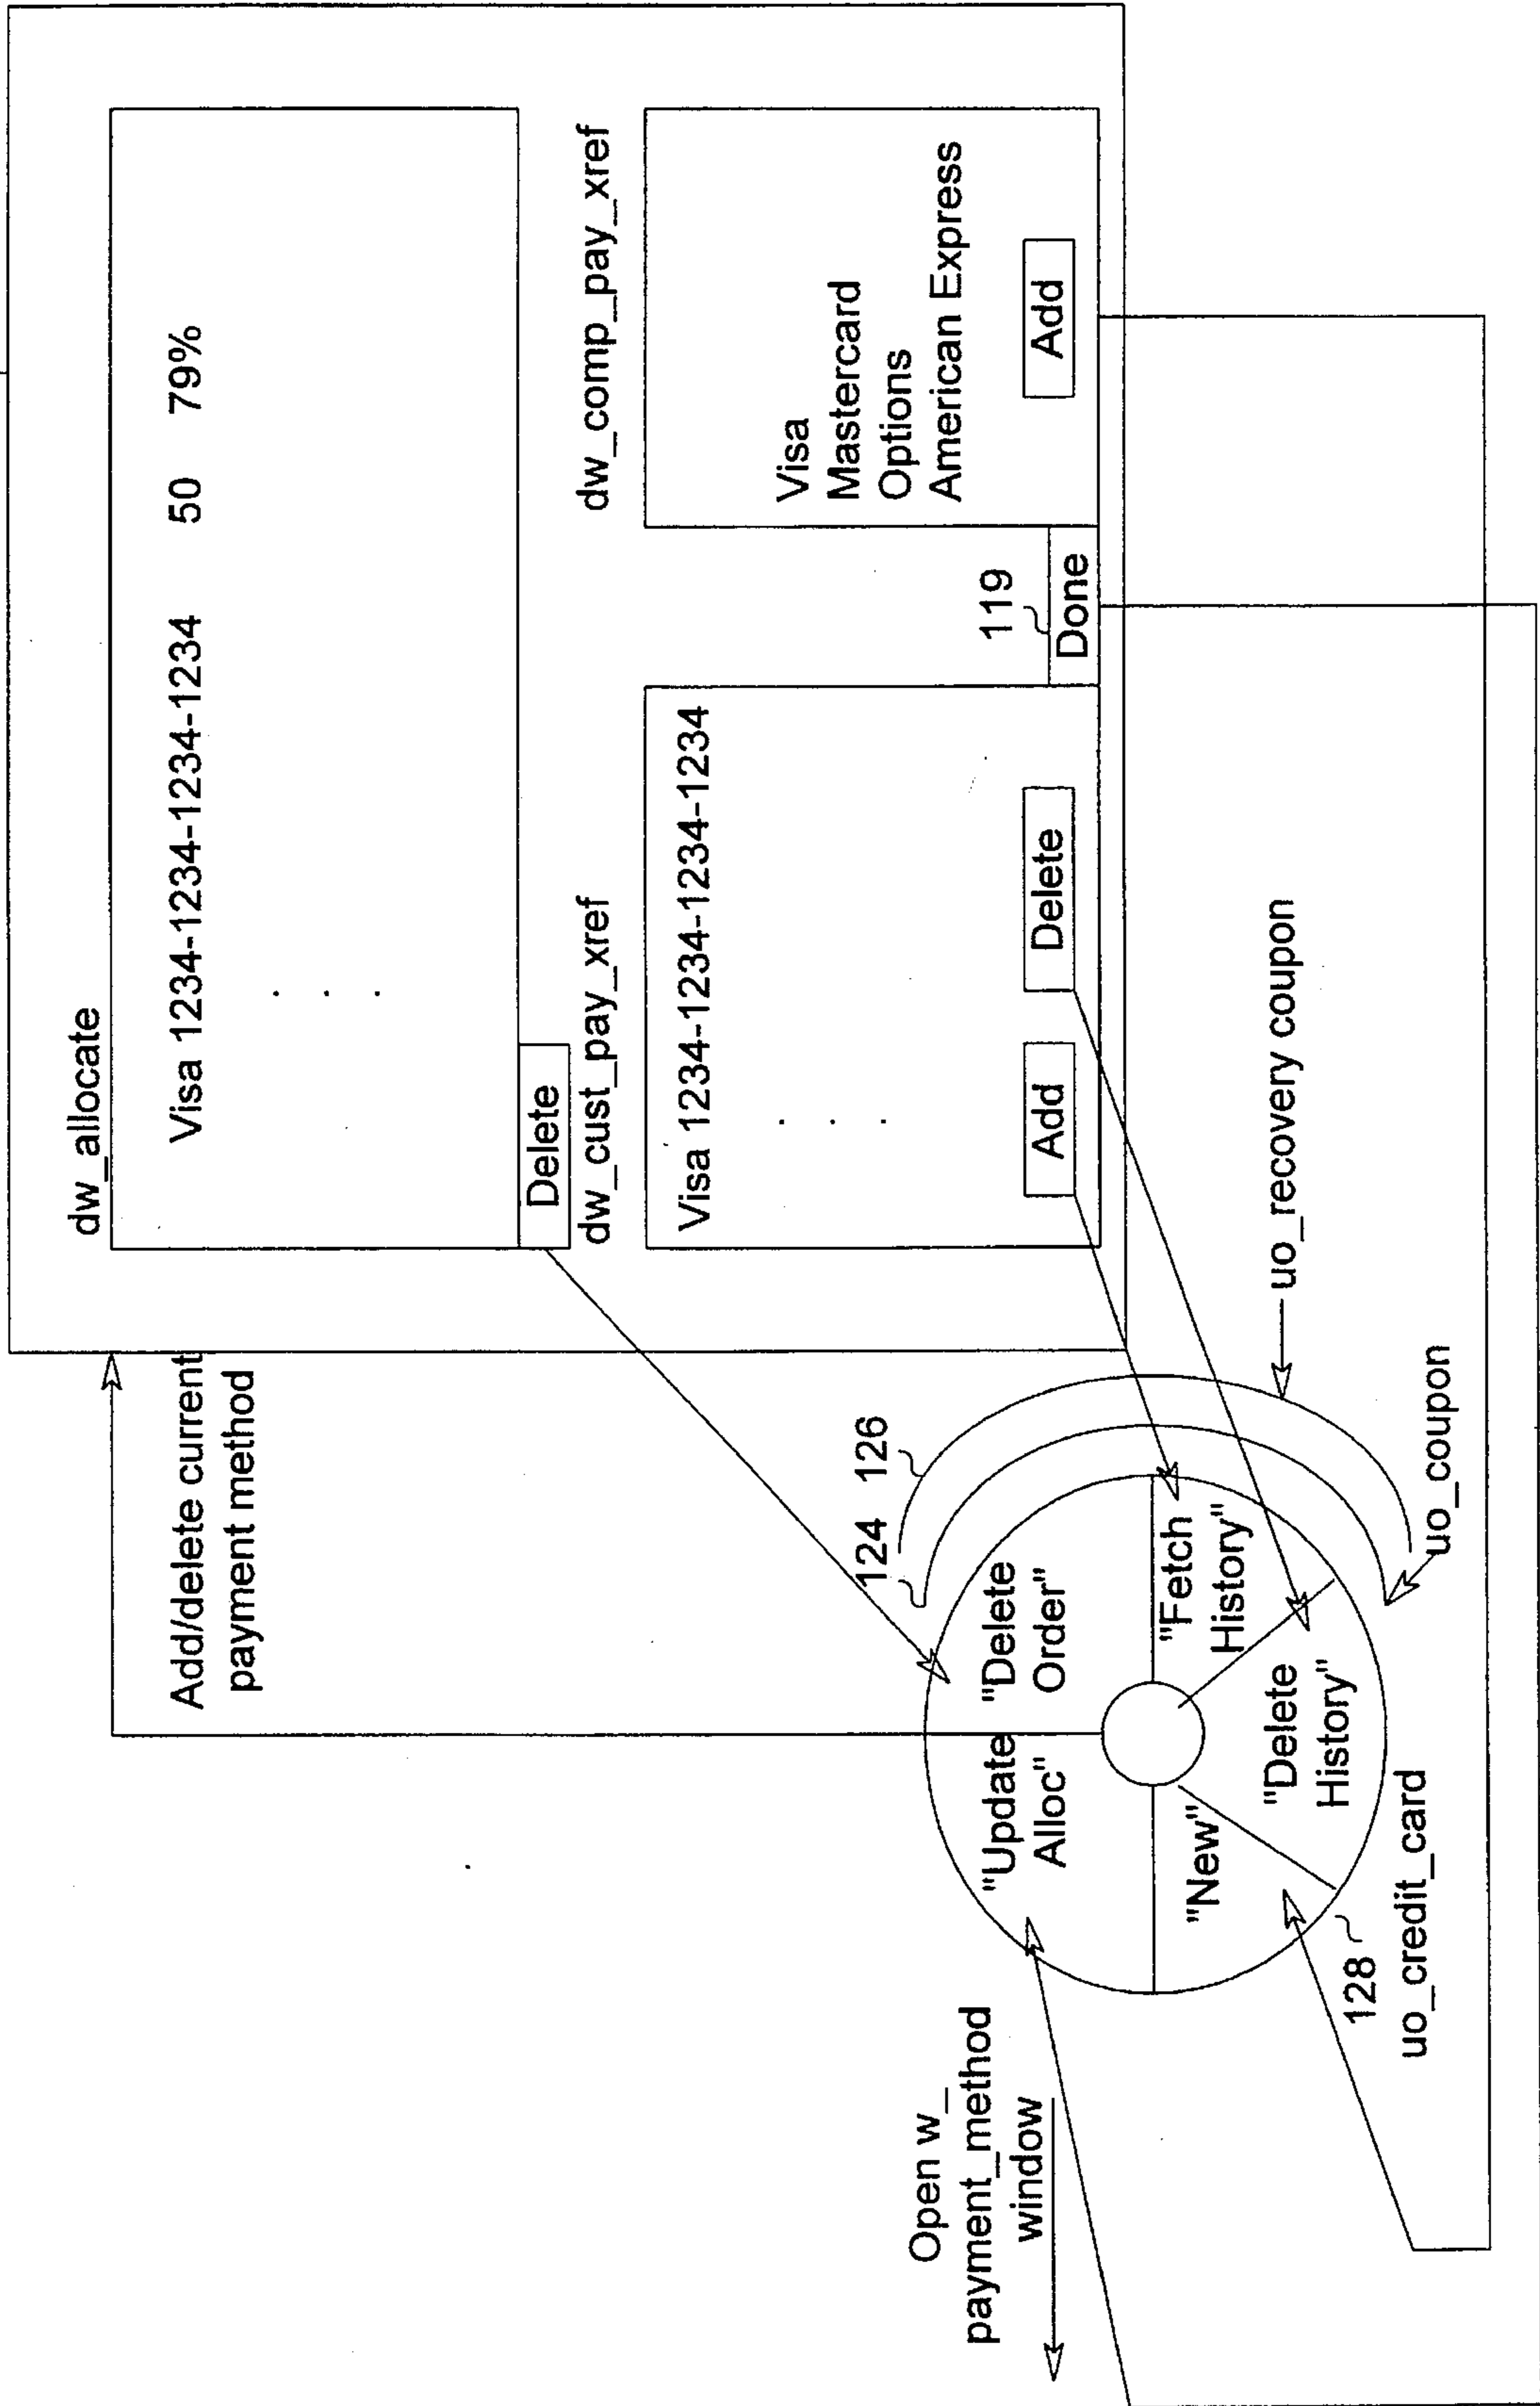 dw_allocate
Visa 1234-1234-1234-1234 50 79%
Delete
dw_cust_pay_xref
Visa 1234-1234-1234-1234
Add
Delete
119
Done
dw_comp_pay_xref
Visa
Mastercard
Options
American Express
Add
Add/delete current
payment method
Open w_
payment_method
window
124
126
"Update
Alloc"
"Delete
Order"
"New"
"Fetch
History"
"Delete
History"
128
uo_credit_card
uo_coupon
uo_recovery coupon